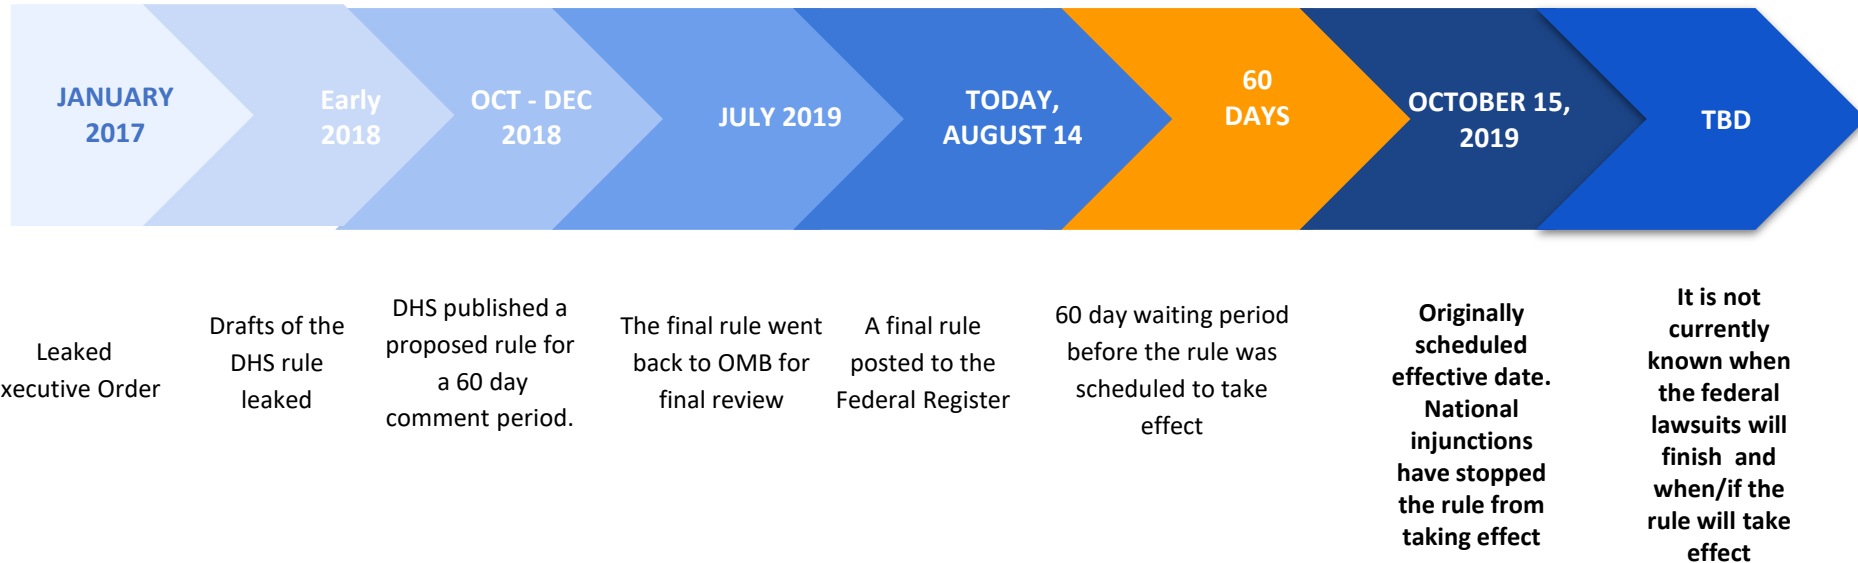 JANUARY
2017
Early
2018
OCT - DEC
2018
JULY 2019
TODAY,
AUGUST 14
60
DAYS
OCTOBER 15,
2019
TBD
Leaked
xecutive Order
Drafts of the
DHS rule
leaked
DHS published a
proposed rule for
a 60 day
comment period.
The final rule went
back to OMB for
final review
A final rule
posted to the
Federal Register
60 day waiting period
before the rule was
scheduled to take
effect
Originally
scheduled
effective date.
National
injunctions
have stopped
the rule from
taking effect
It is not
currently
known when
the federal
lawsuits will
finish and
when/if the
rule will take
effect